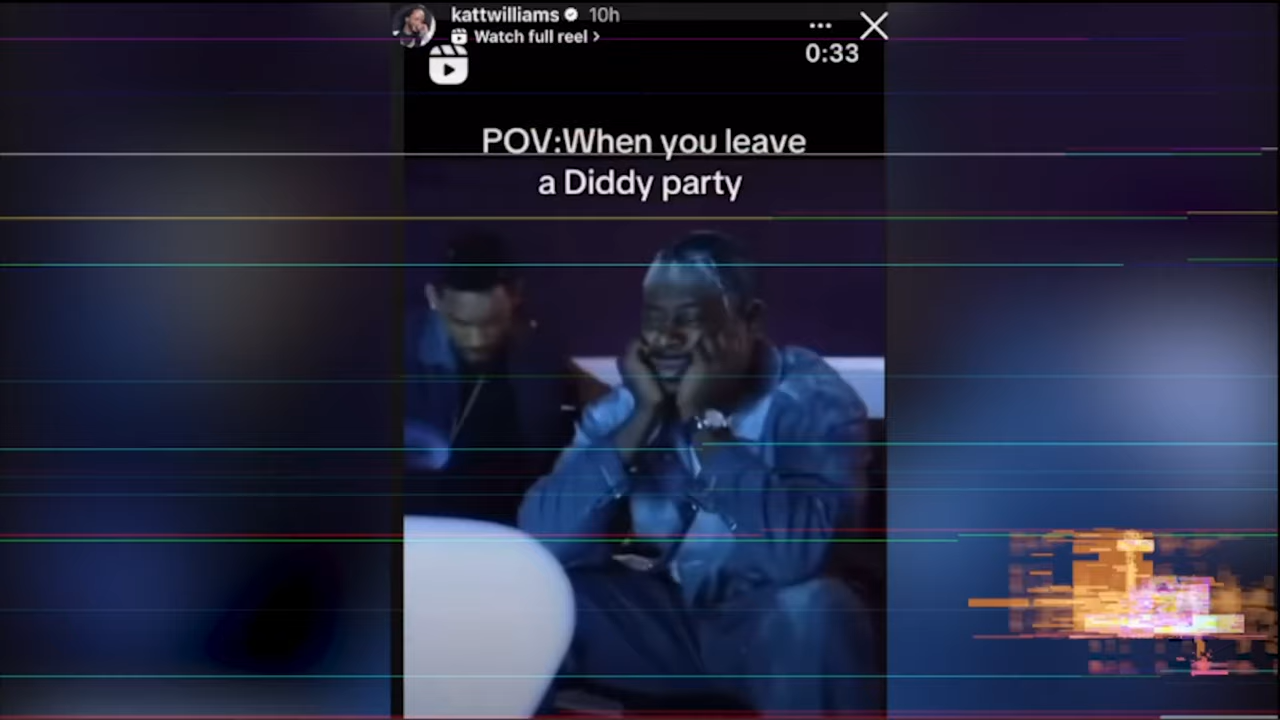 kattwilliams 10h
Watch full reel >
0:33
POV:When you leave
a Diddy party